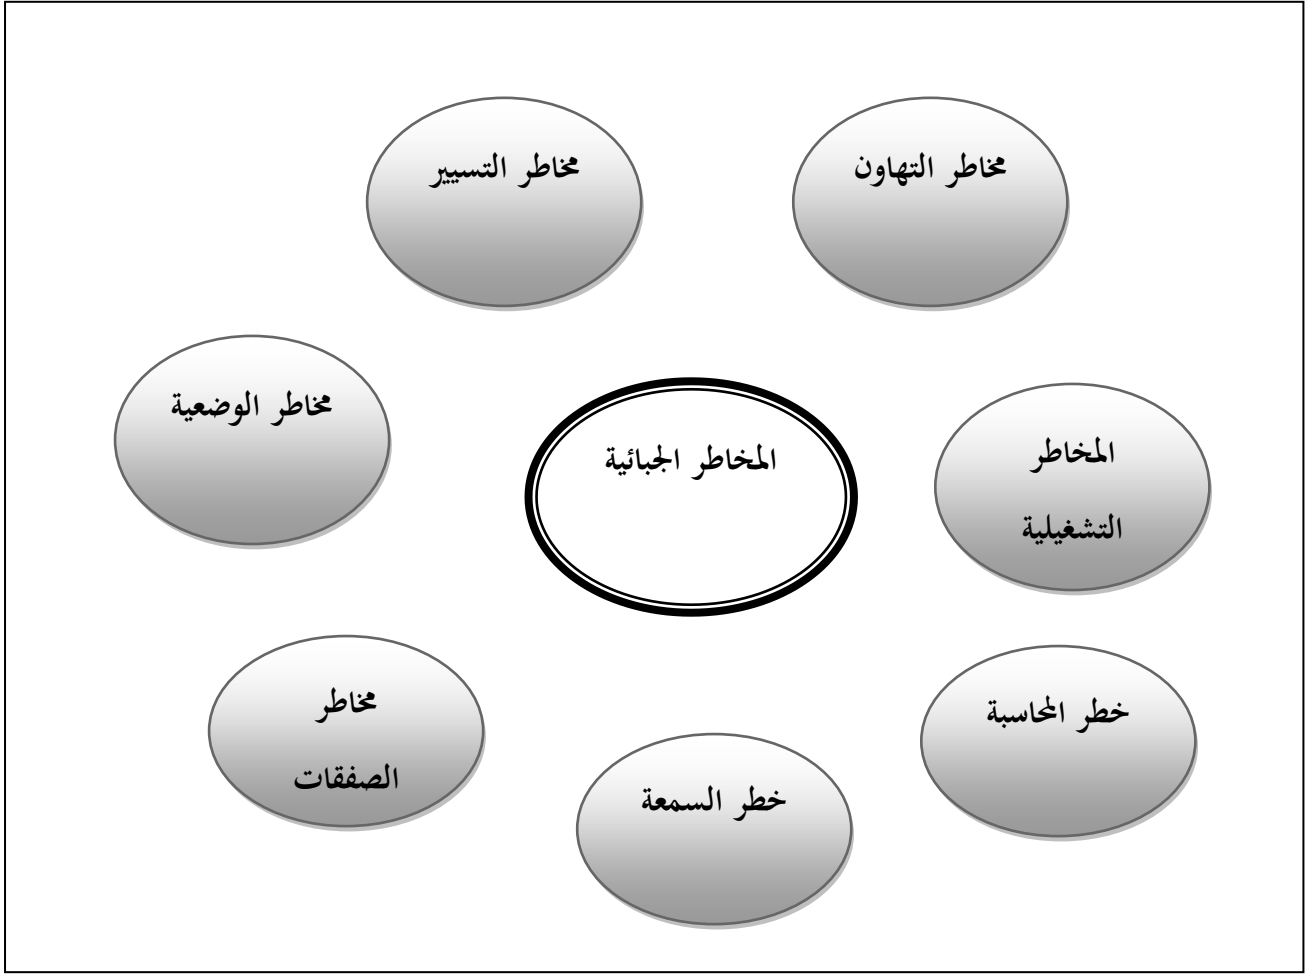 مخاطر التهاون
مخاطر التسيير
مخاطر الوضعية
المخاطر الجبائية
المخاطر
التشغيلية
مخاطر
الصفقات
خطر السمعة
خطر المحاسبة